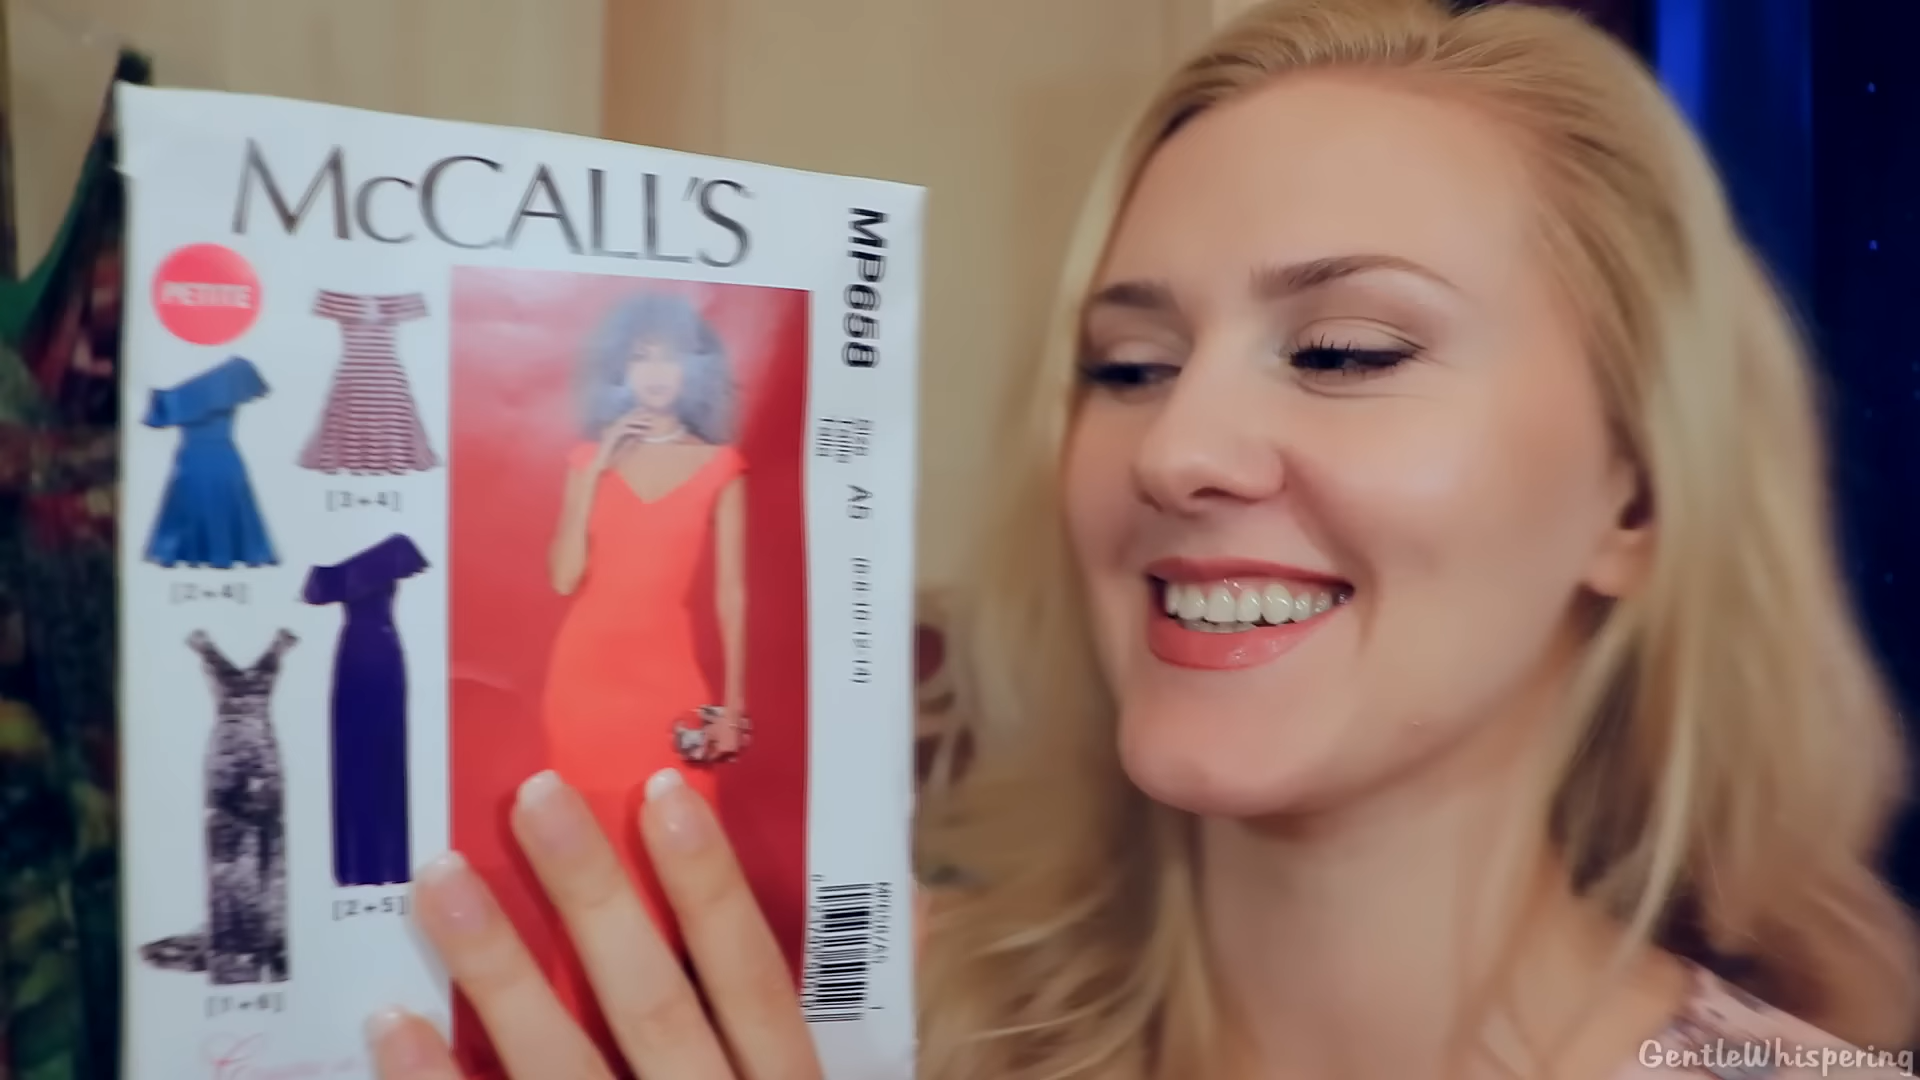 McCALL'S
MP658
PETITE
[3+4]
[2+4]
[2+5]
[1+6]
A5
GentleWhispering